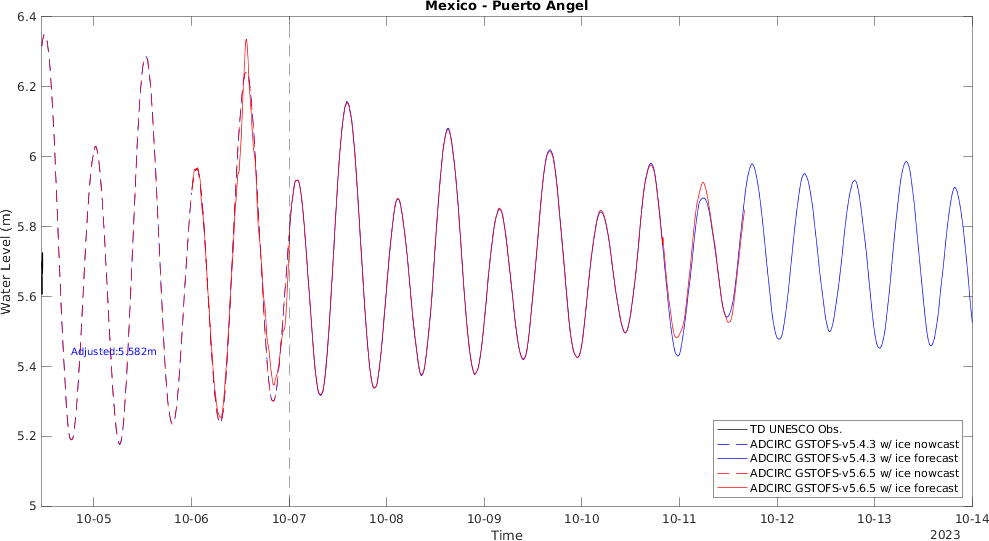 Mexico - Puerto Angel
6.4
6.2
6
5.8
5.6
5.4
5.2
5
Water Level (m)
Adjusted:5.582m
TD UNESCO Obs.
ADCIRC GSTOFS-v5.4.3 w/ ice nowcast
ADCIRC GSTOFS-v5.4.3 w/ ice forecast
ADCIRC GSTOFS-v5.6.5 w/ ice nowcast
ADCIRC GSTOFS-v5.6.5 w/ ice forecast
10-05 10-06 10-07 10-08 10-09 10-10 10-11 10-12 10-13 10-14
Time
2023